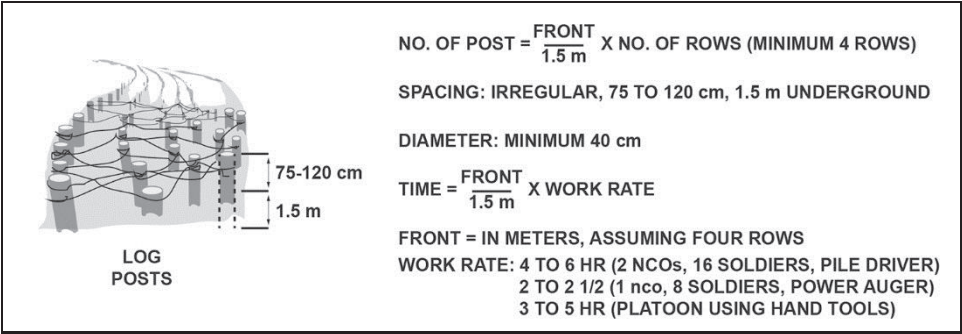 NO. OF POST = FRONT / 1.5 m X NO. OF ROWS (MINIMUM 4 ROWS)
SPACING: IRREGULAR, 75 TO 120 cm, 1.5 m UNDERGROUND
DIAMETER: MINIMUM 40 cm
TIME = FRONT / 1.5 m X WORK RATE
FRONT = IN METERS, ASSUMING FOUR ROWS
WORK RATE: 4 TO 6 HR (2 NCOs, 16 SOLDIERS, PILE DRIVER)
2 TO 2 1/2 (1 nco, 8 SOLDIERS, POWER AUGER)
3 TO 5 HR (PLATOON USING HAND TOOLS)
75-120 cm
1.5 m
LOG
POSTS